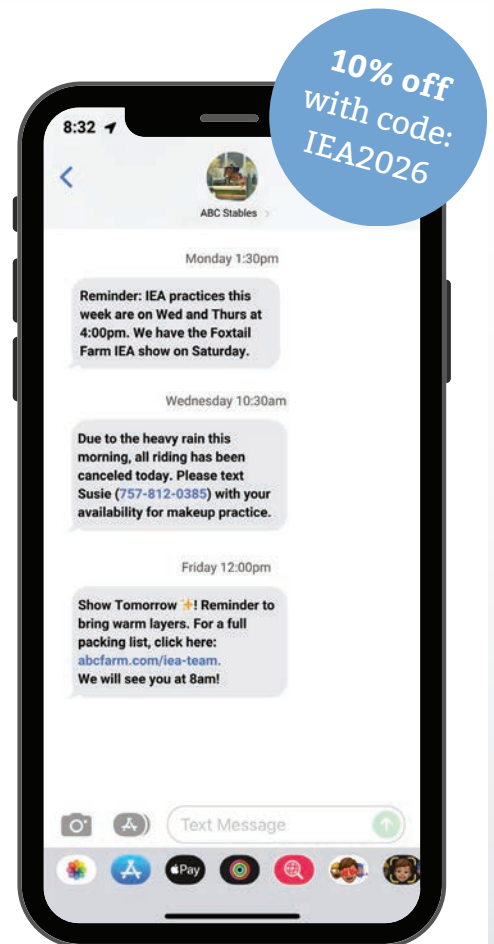 10% off
with code:
IEA2026
8:32
ABC Stables
Monday 1:30pm
Reminder: IEA practices this
week are on Wed and Thurs at
4:00pm. We have the Foxtail
Farm IEA show on Saturday.
Wednesday 10:30am
Due to the heavy rain this
morning, all riding has been
canceled today. Please text
Susie (757-812-0385) with your
availability for makeup practice.
Friday 12:00pm
Show Tomorrow ✨! Reminder to
bring warm layers. For a full
packing list, click here:
abcfarm.com/iea-team.
We will see you at 8am!
Text Message
Pay